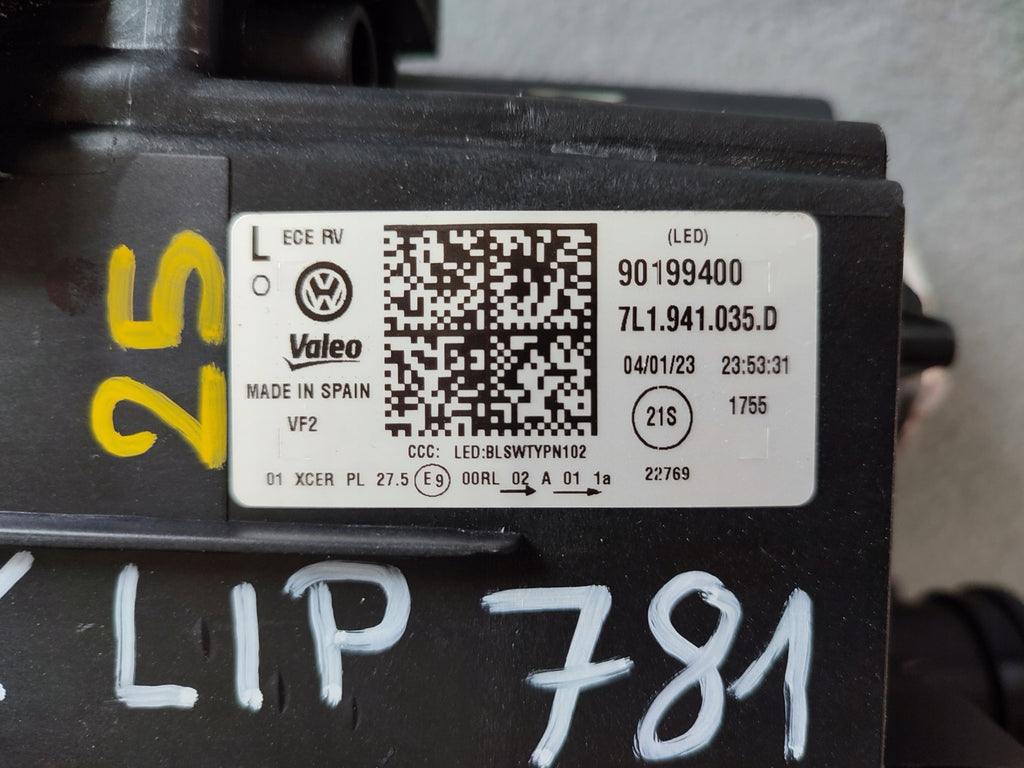 L ECE RV
O
VW
Valeo
MADE IN SPAIN
VF2
(LED)
90199400
7L1.941.035.D
04/01/23 23:53:31
21S 1755
22769
CCC: LED:BLSWTYPN102
01 XCER PL 27.5 E9 00RL 02 A 01 1a
25
LIP 781